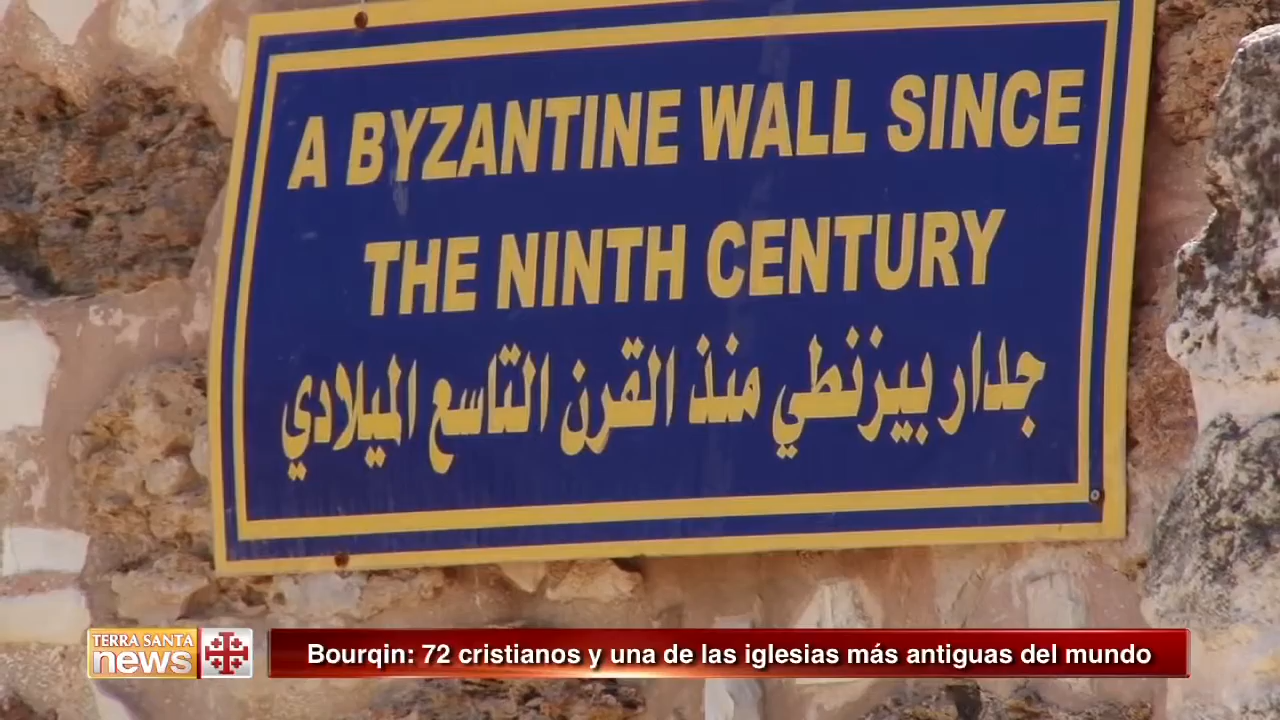 A BYZANTINE WALL SINCE
THE NINTH CENTURY
جدار بيزنطي منذ القرن التاسع الميلادي
TERRA SANTA
news
Bourqin: 72 cristianos y una de las iglesias más antiguas del mundo